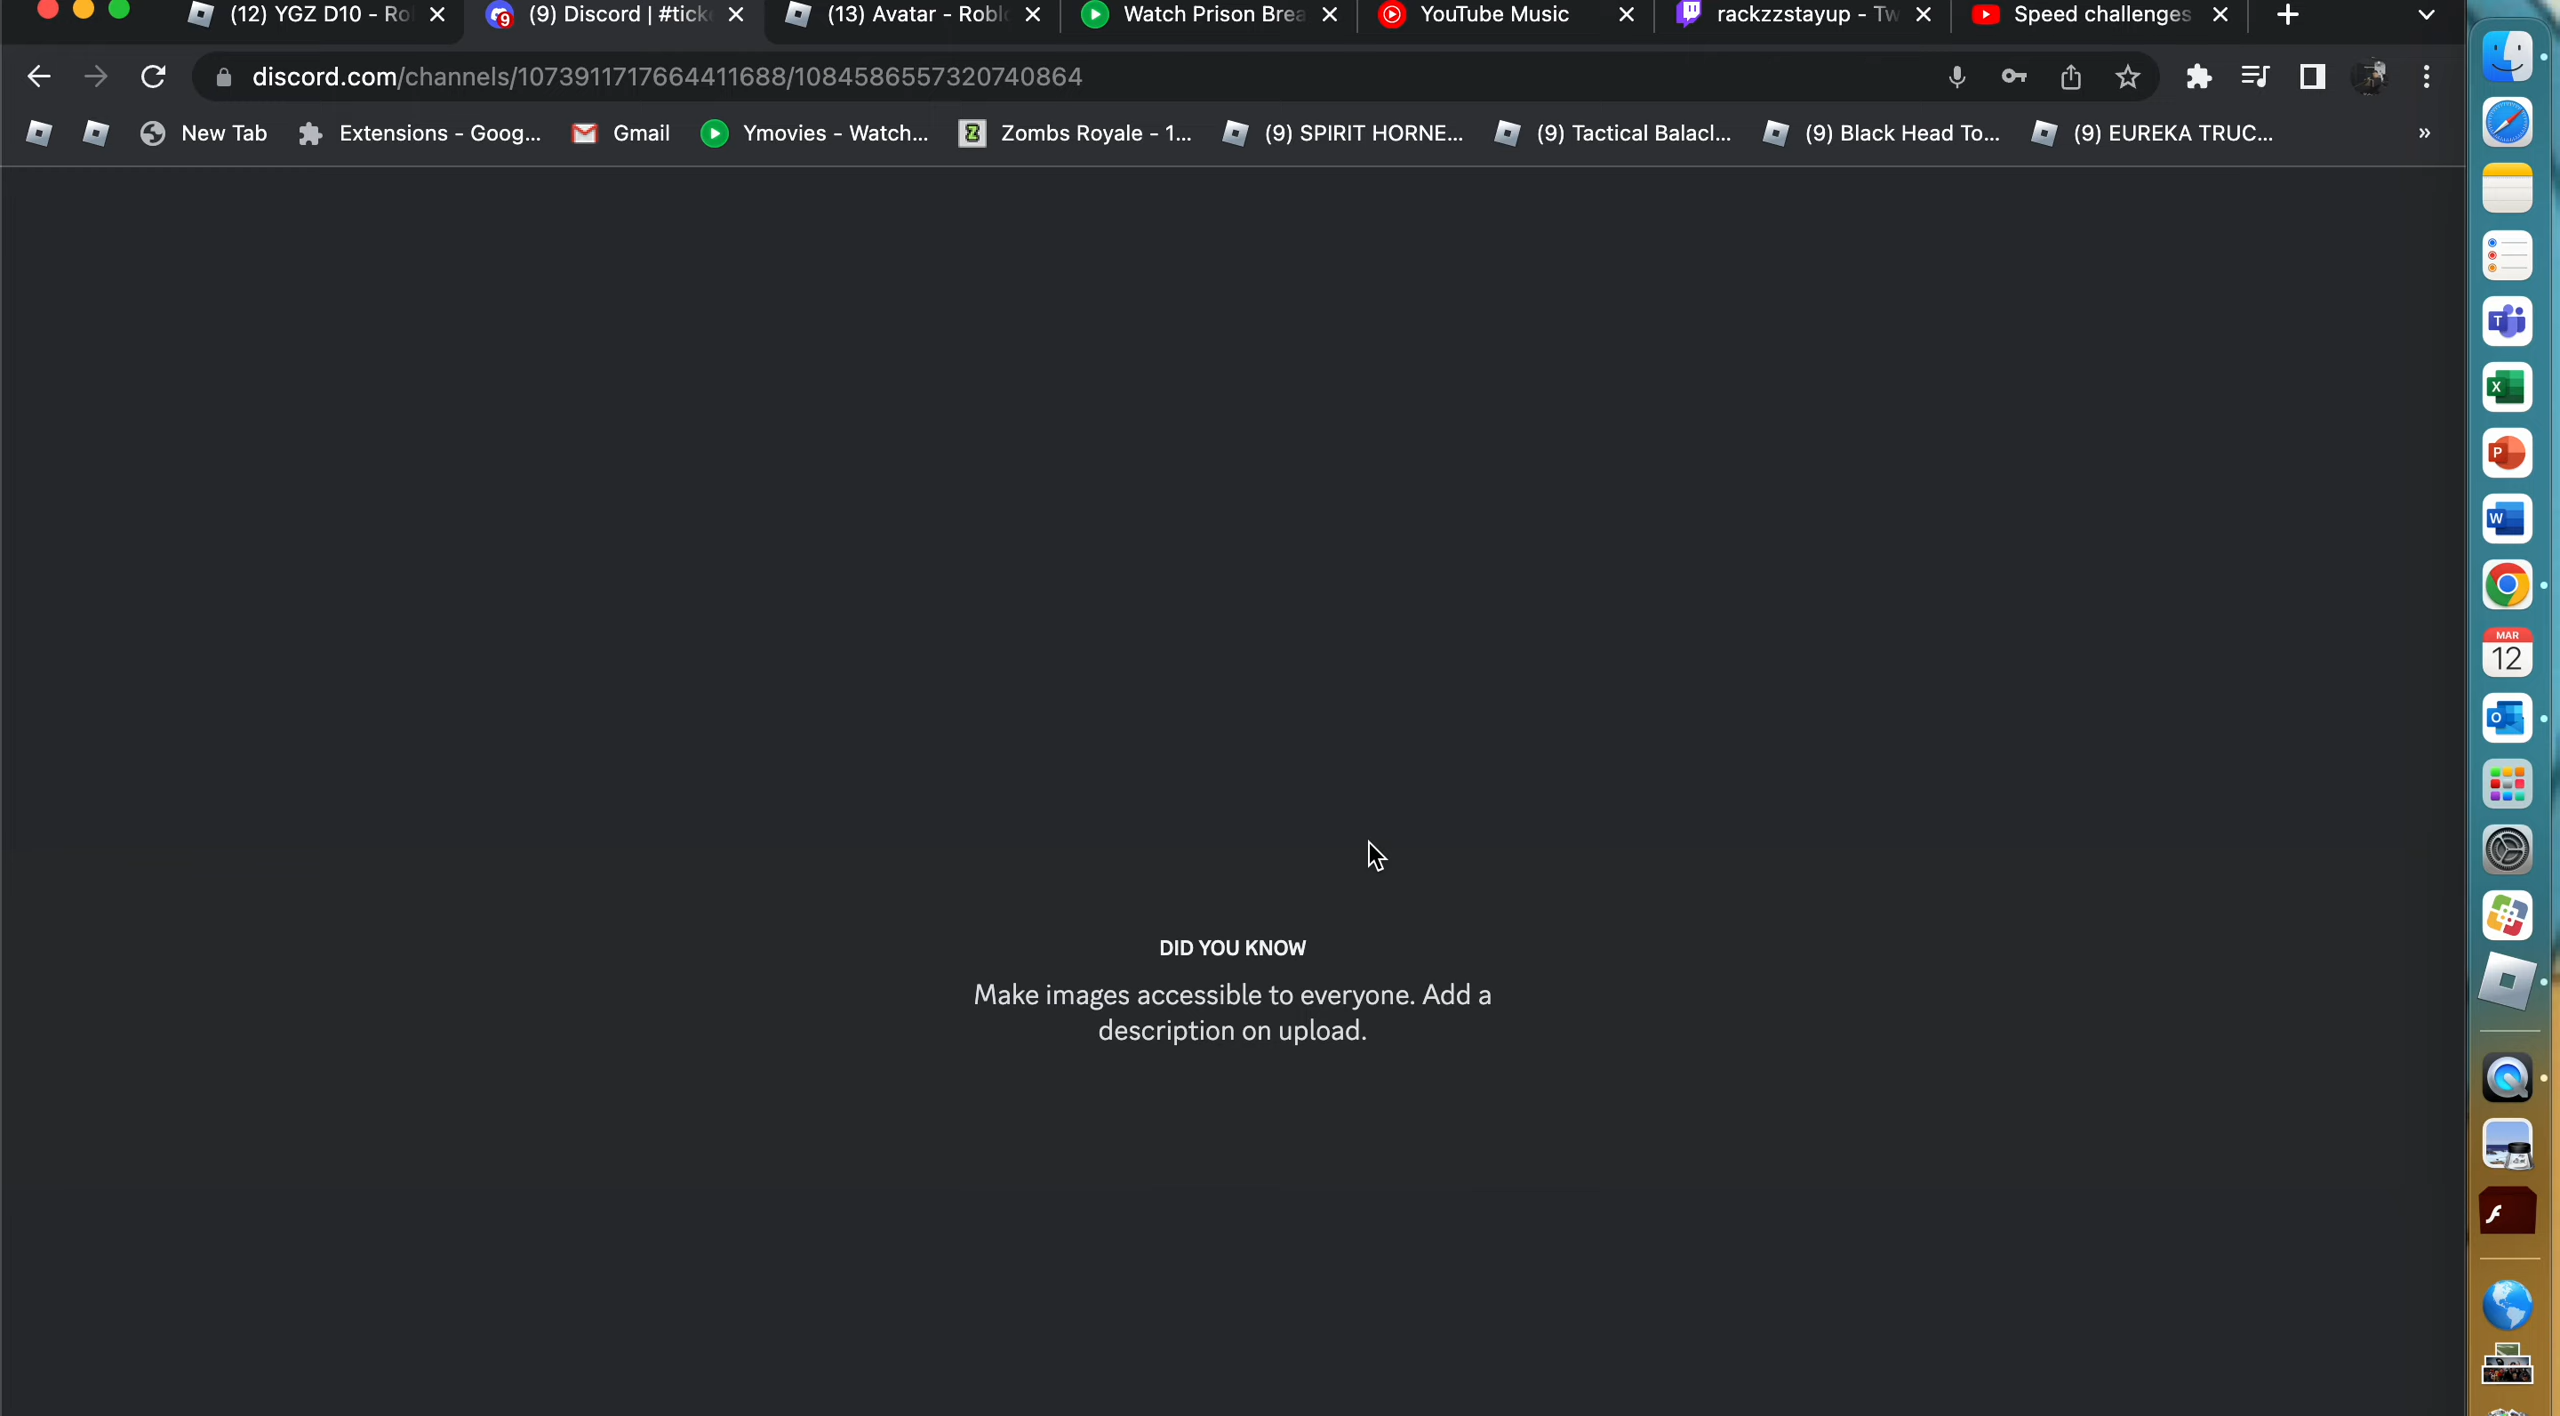 (12) YGZ D10 - Ro
(9) Discord | #tick
(13) Avatar - Roblo
Watch Prison Brea
YouTube Music
rackzzstayup - Tw
Speed challenges
discord.com/channels/1073911717664411688/1084586557320740864
New Tab
Extensions - Goog...
Gmail
Ymovies - Watch...
Zombs Royale - 1...
(9) SPIRIT HORNE...
(9) Tactical Balacl...
(9) Black Head To...
(9) EUREKA TRUC...
MAR
12
DID YOU KNOW
Make images accessible to everyone. Add a
description on upload.